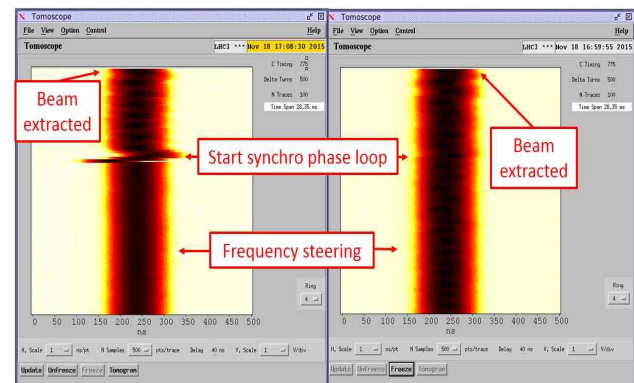 Tomoscope
File View Option Control Help
Tomoscope LHC3 *** Nov 18 17:08:30 2015
C Timing 775
Delta Turns 500
N Traces 100
Time Span 28,35 ms
Beam
extracted
Ring
4
0 50 100 150 200 250 300 350 400 450 500
ns
H, Scale 1 ns/pt N Samples 500 pts/trace Delay 40 ns V, Scale 1 V/div
Update Unfreeze Freeze Tomogram
Start synchro phase loop
Frequency steering
Tomoscope
File View Option Control Help
Tomoscope LHC3 *** Nov 18 16:59:55 2015
C Timing 775
Delta Turns 500
N Traces 100
Time Span 28,35 ms
Beam
extracted
Ring
4
0 50 100 150 200 250 300 350 400 450 500
ns
H, Scale 1 ns/pt N Samples 500 pts/trace Delay 40 ns V, Scale 1 V/div
Update Unfreeze Freeze Tomogram